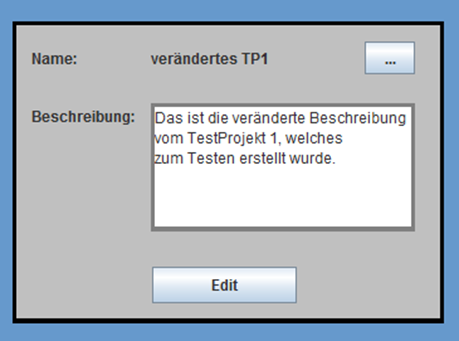 Name: verändertes TP1 ...
Beschreibung: Das ist die veränderte Beschreibung
vom TestProjekt 1, welches
zum Testen erstellt wurde.
Edit